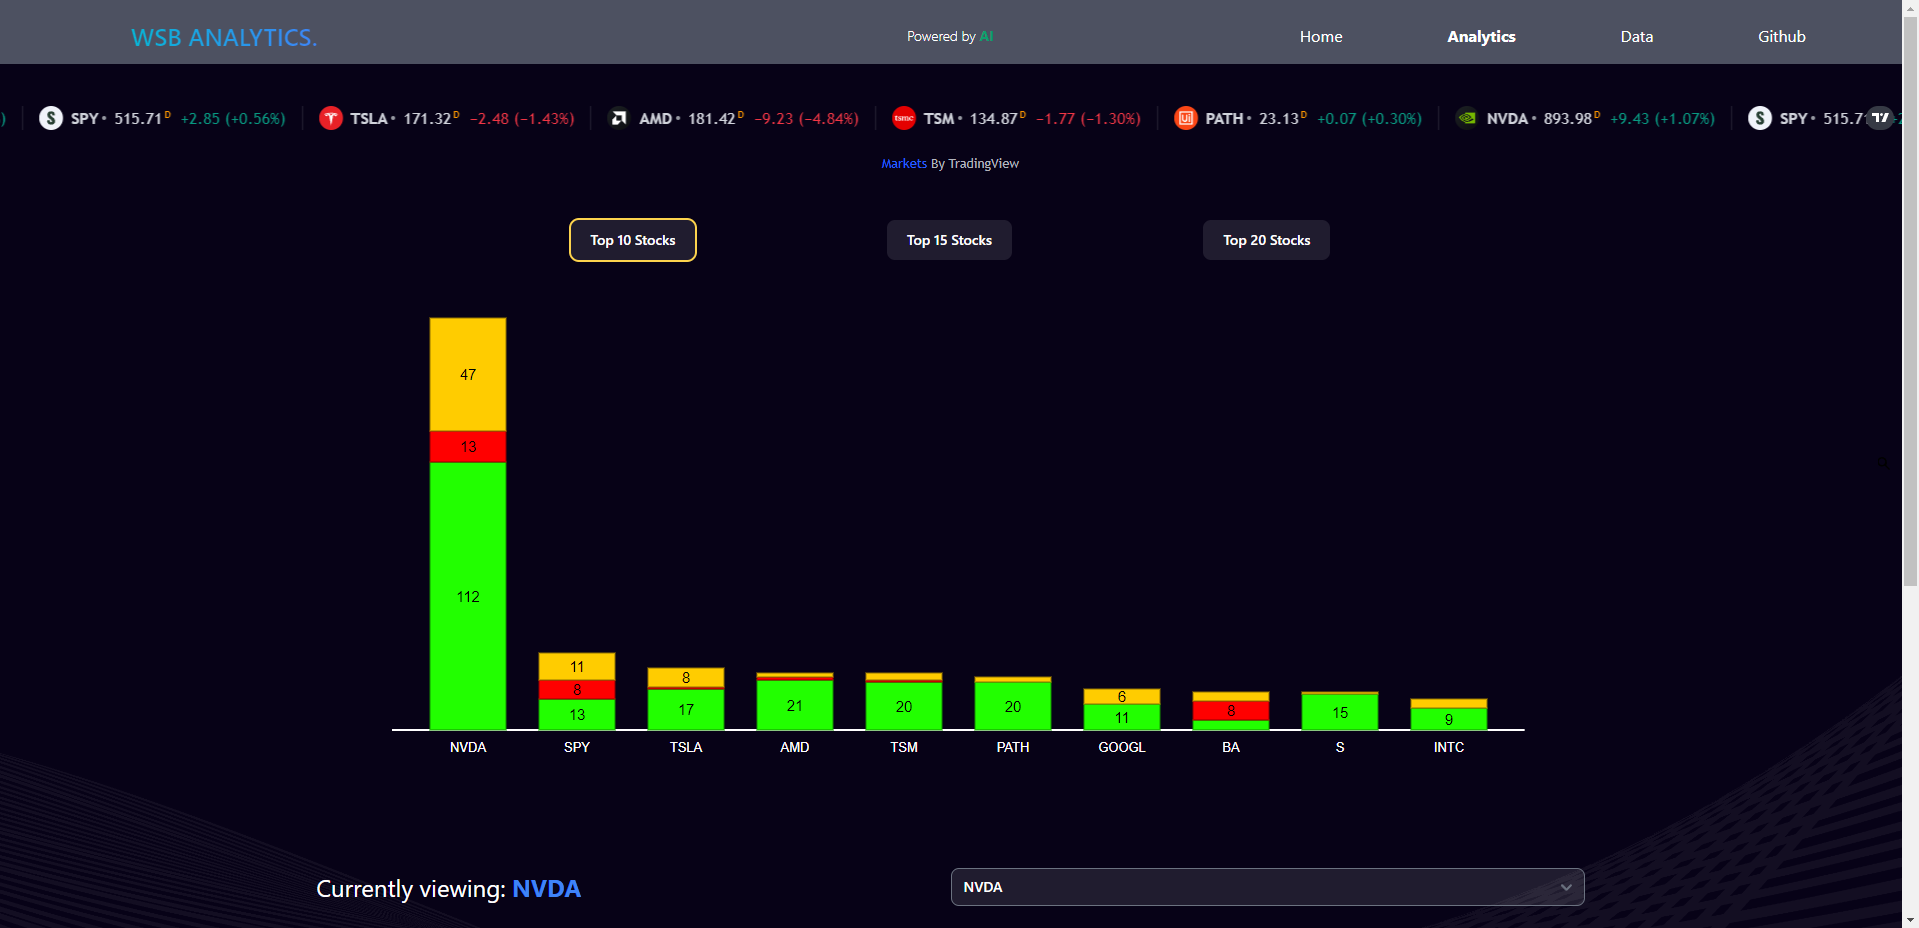 WSB ANALYTICS.
Powered by AI
Home
Analytics
Data
Github
) SPY • 515.71 D +2.85 (+0.56%) TSLA • 171.32 D −2.48 (−1.43%) AMD • 181.42 D −9.23 (−4.84%) tsmc TSM • 134.87 D −1.77 (−1.30%) PATH • 23.13 D +0.07 (+0.30%) NVDA • 893.98 D +9.43 (+1.07%) SPY • 515.7
Markets By TradingView
Top 10 Stocks
Top 15 Stocks
Top 20 Stocks
47
13
112
11
8
13
8
17
21
20
20
6
11
8
15
9
NVDA SPY TSLA AMD TSM PATH GOOGL BA S INTC
Currently viewing: NVDA
NVDA